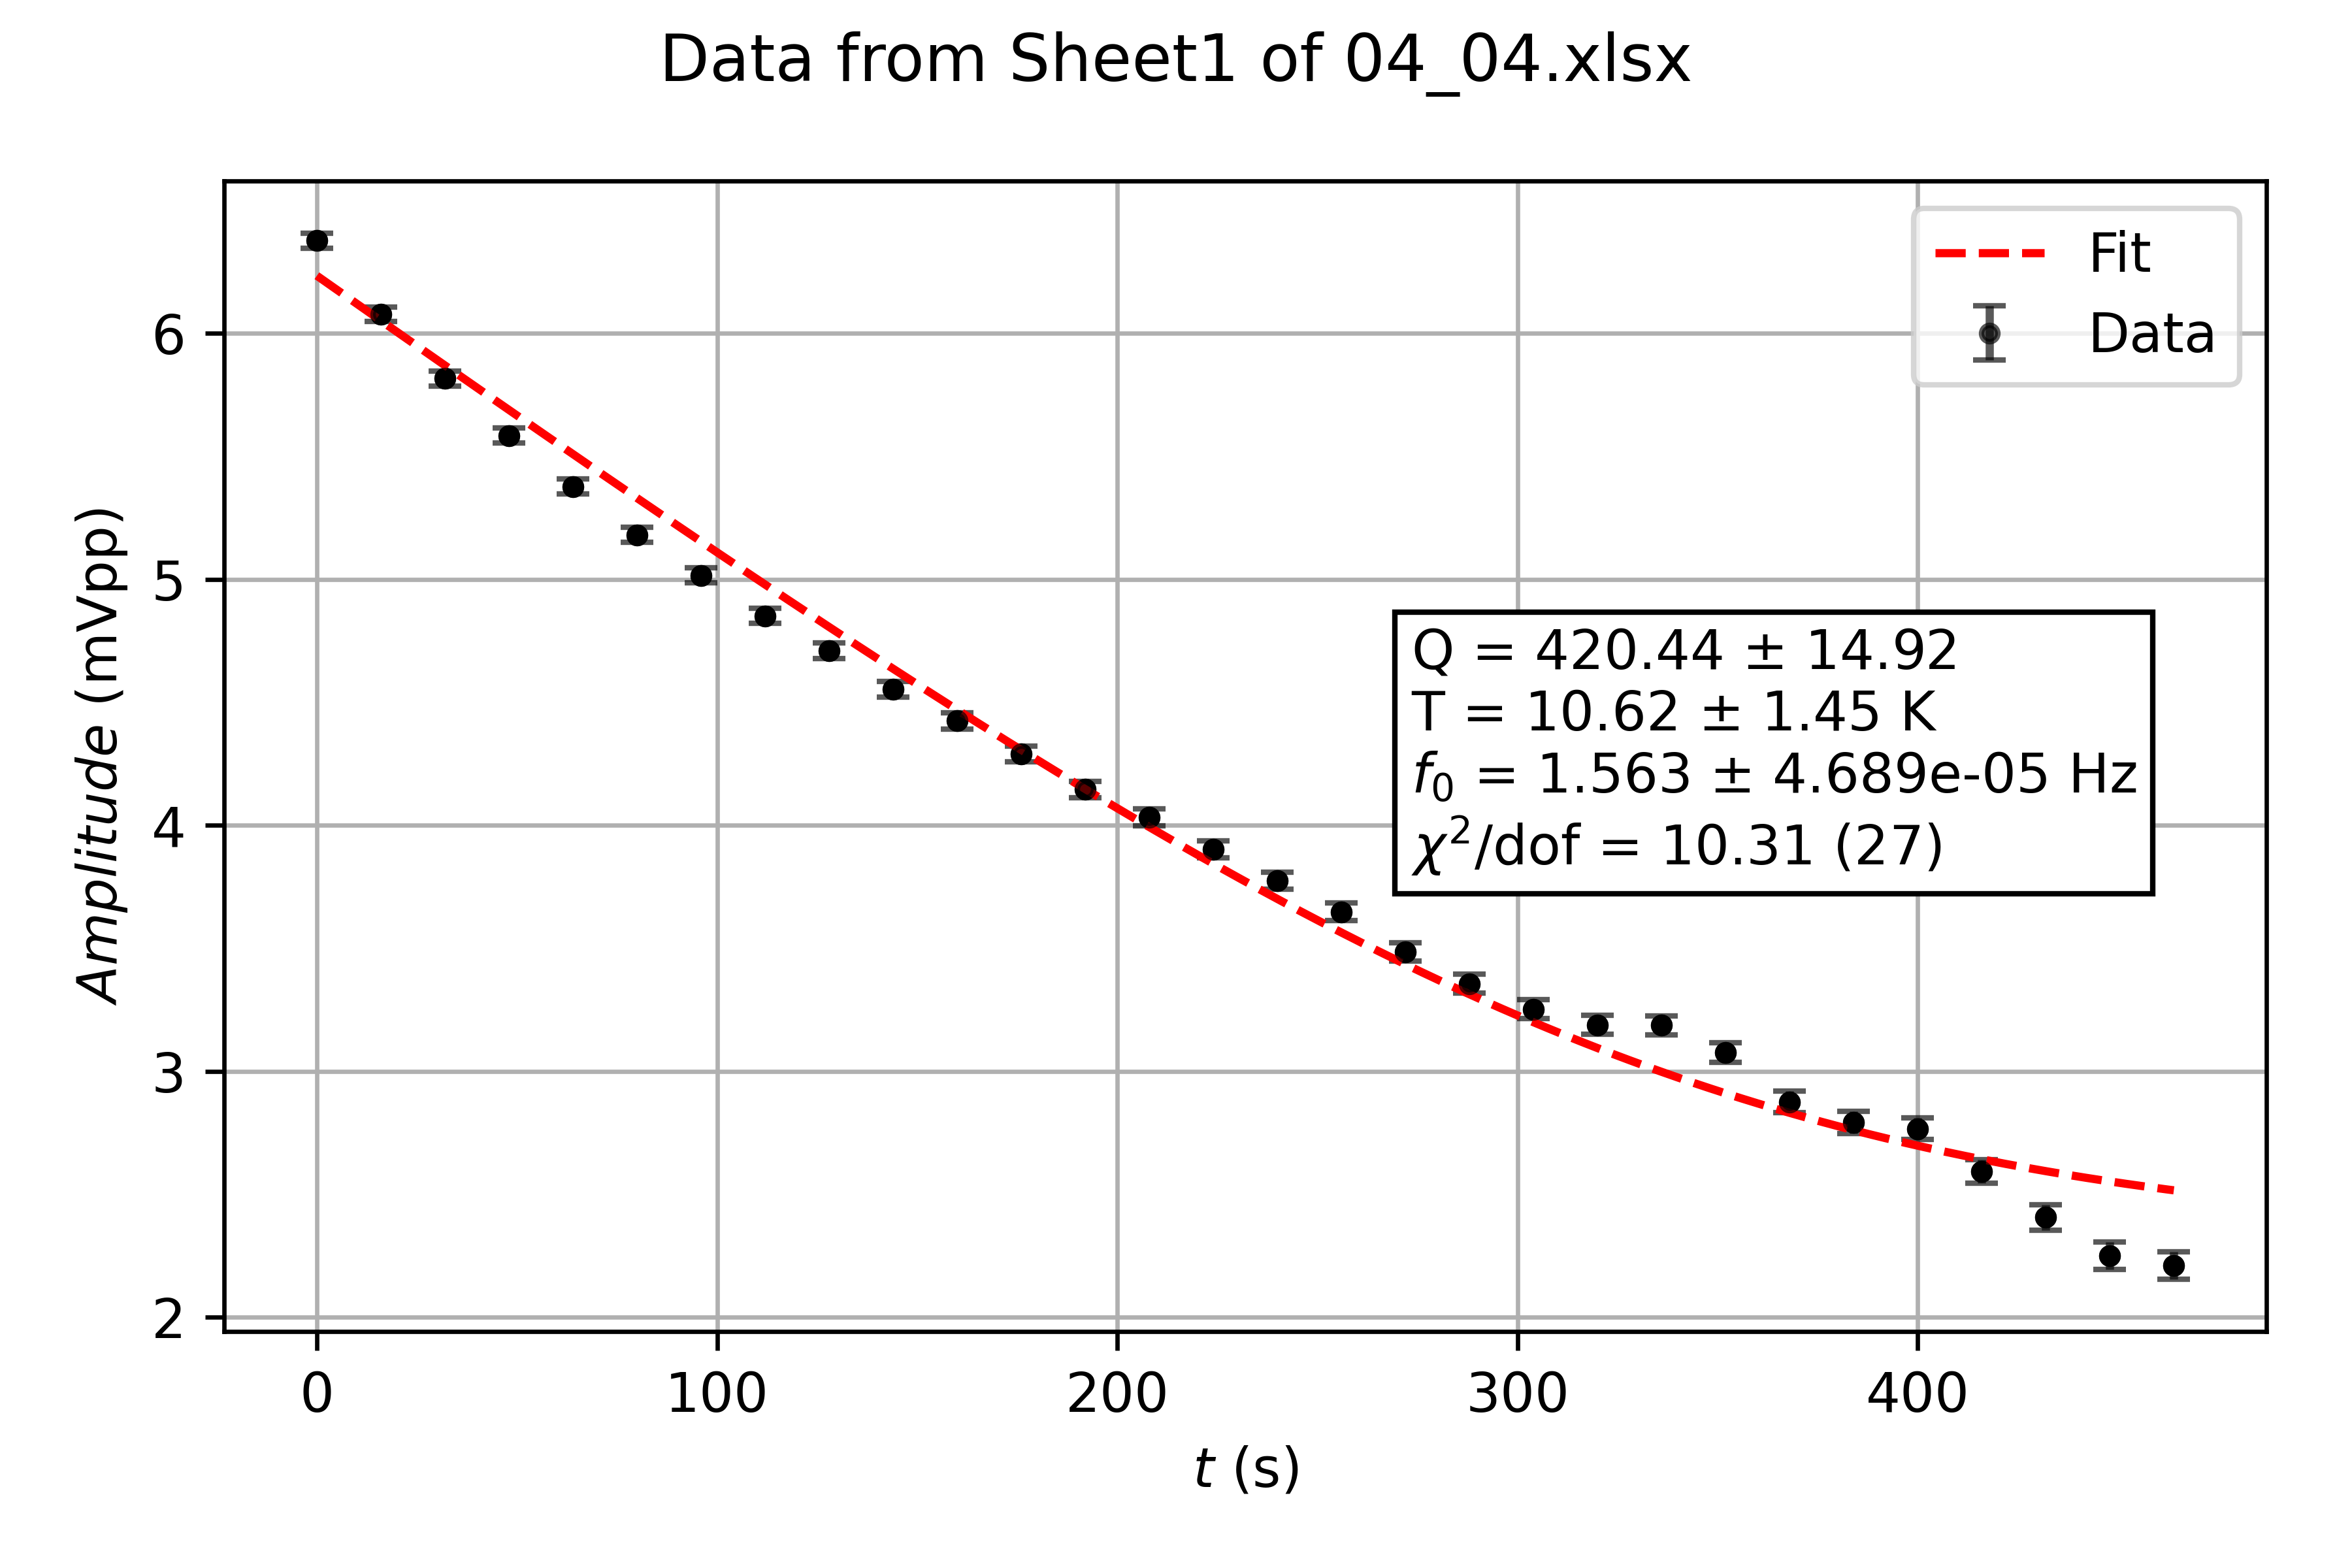 Data from Sheet1 of 04_04.xlsx
Fit
Data
6
5
4
3
2
Amplitude (mVpp)
Q = 420.44 ± 14.92
T = 10.62 ± 1.45 K
f₀ = 1.563 ± 4.689e-05 Hz
χ²/dof = 10.31 (27)
0 100 200 300 400
t (s)